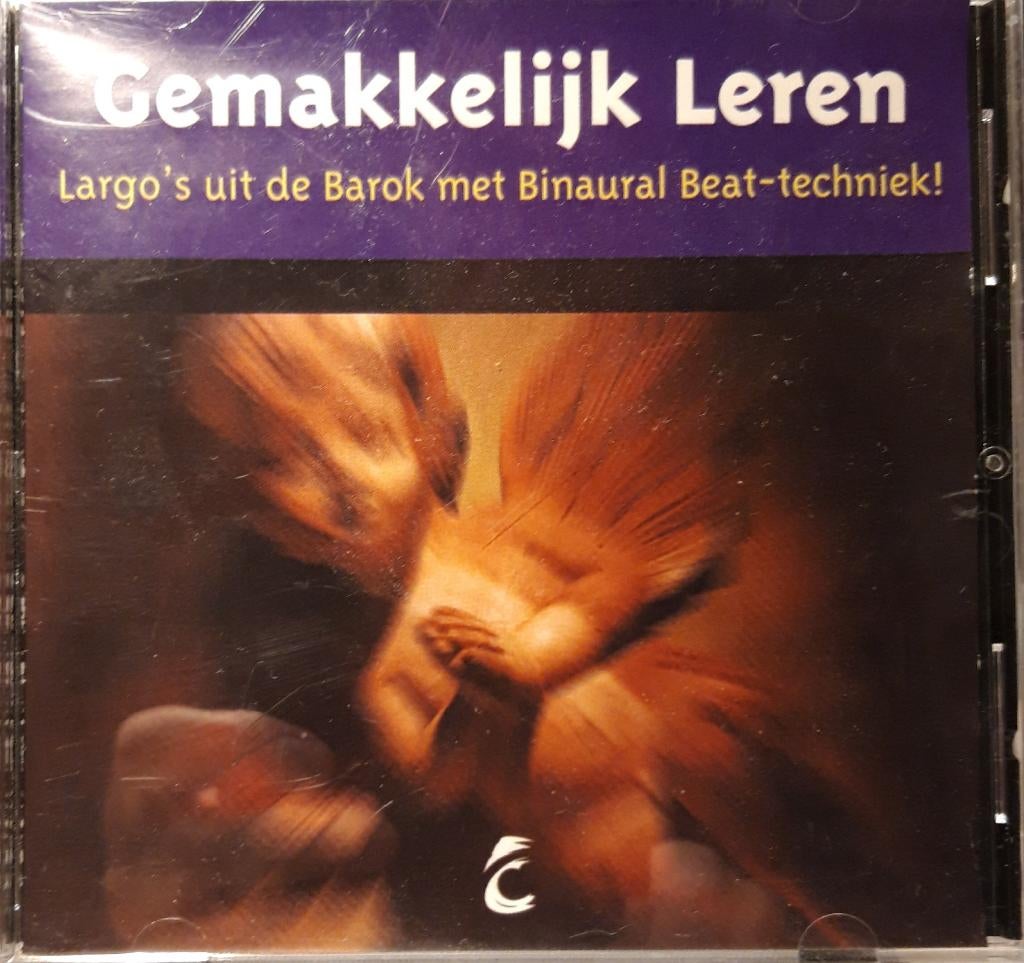 Gemakkelijk Leren
Largo's uit de Barok met Binaural Beat-techniek!